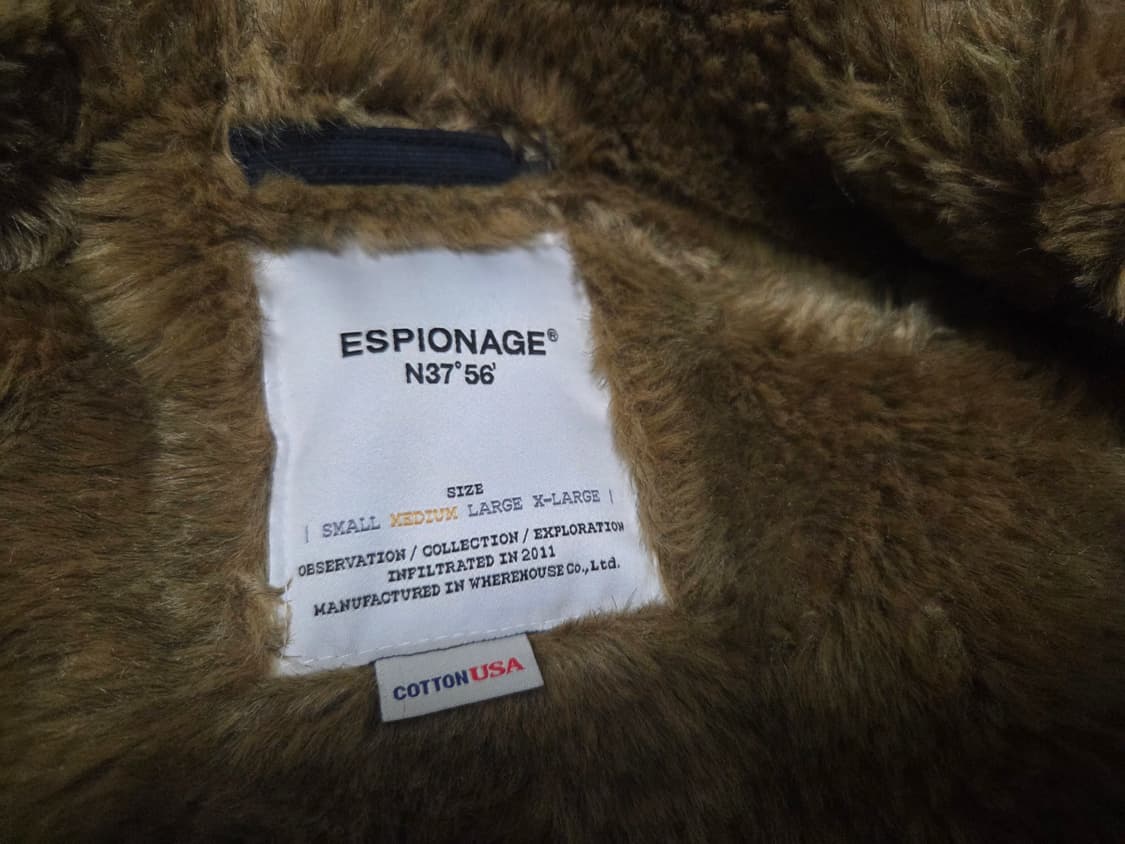 ESPIONAGE®
N37°56'
SIZE
| SMALL MEDIUM LARGE X-LARGE |
OBSERVATION / COLLECTION / EXPLORATION
INFILTRATED IN 2011
MANUFACTURED IN WHEREHOUSE Co.,Ltd.
COTTON USA